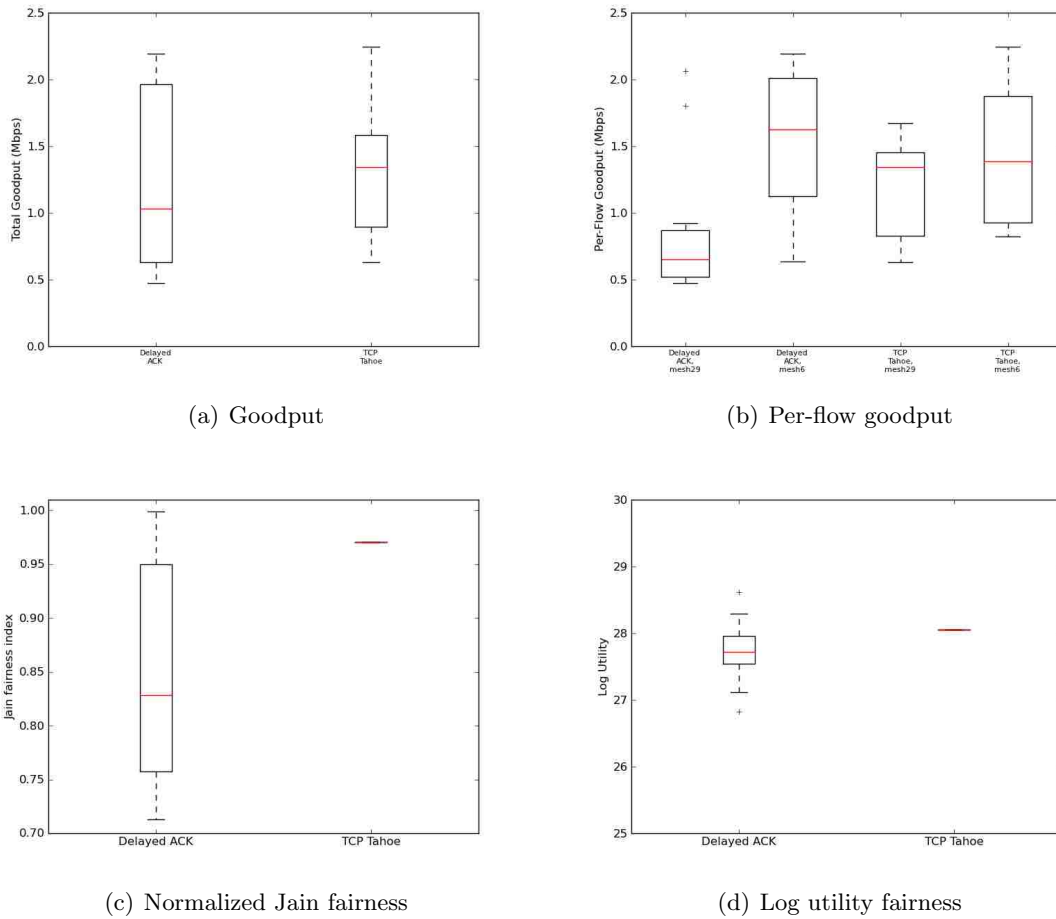 2.5
2.0
1.5
1.0
0.5
0.0
Total Goodput (Mbps)
Delayed
ACK
TCP
Tahoe
(a) Goodput
2.5
2.0
1.5
1.0
0.5
0.0
Per-Flow Goodput (Mbps)
Delayed
ACK,
mesh29
Delayed
ACK,
mesh6
TCP
Tahoe,
mesh29
TCP
Tahoe,
mesh6
(b) Per-flow goodput
1.00
0.95
0.90
0.85
0.80
0.75
0.70
Jain fairness index
Delayed ACK
TCP Tahoe
(c) Normalized Jain fairness
30
29
28
27
26
25
Log Utility
Delayed ACK
TCP Tahoe
(d) Log utility fairness